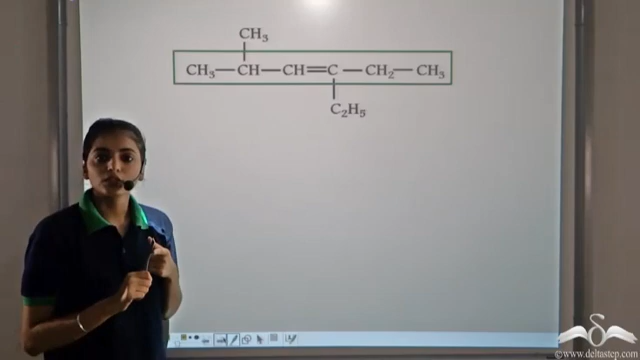 CH₃
CH₃—CH—CH=C—CH₂—CH₃
C₂H₅
©www.deltastep.com